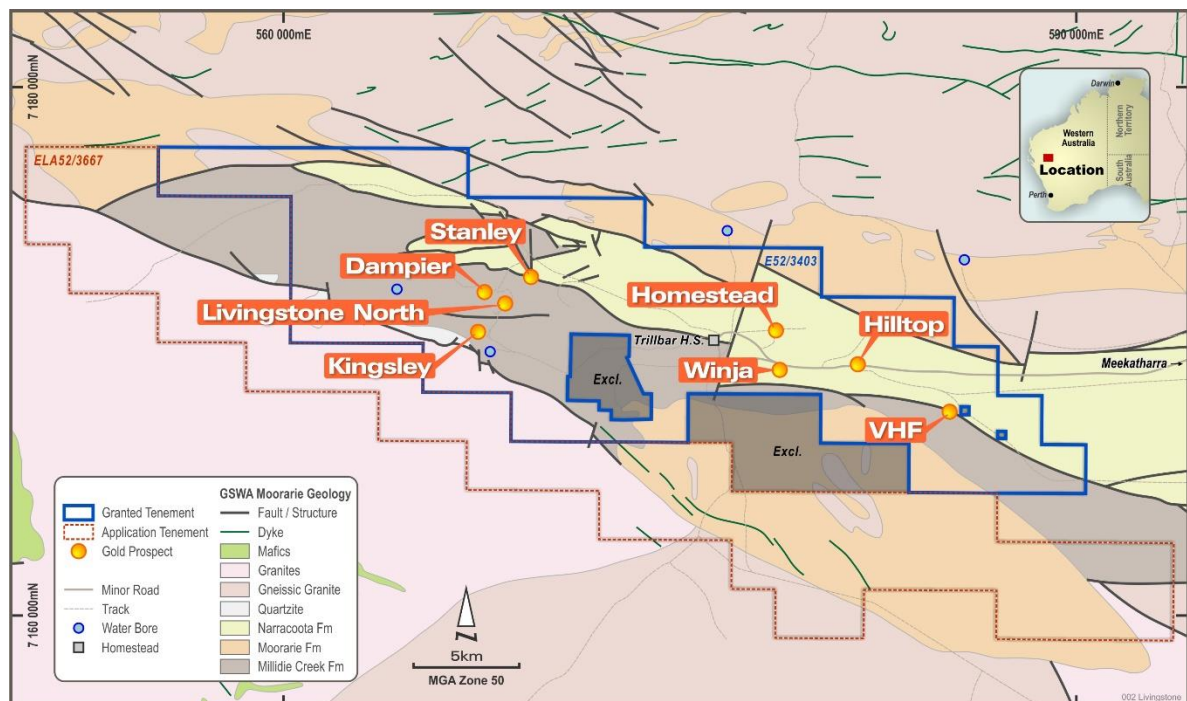 560 000mE
590 000mE
7 180 000mN
7 160 000mN
Darwin
Western
Australia
Northern
Territory
South
Australia
Location
Perth
ELA52/3667
E52/3403
Stanley
Dampier
Livingstone North
Kingsley
Homestead
Hilltop
Trillbar H.S.
Winja
Meekatharra
Excl.
VHF
Excl.
Granted Tenement
Application Tenement
Gold Prospect
Minor Road
Track
Water Bore
Homestead
GSWA Moorarie Geology
Fault / Structure
Dyke
Mafics
Granites
Gneissic Granite
Quartzite
Narracoota Fm
Moorarie Fm
Millidie Creek Fm
N
5km
MGA Zone 50
002 Livingstone